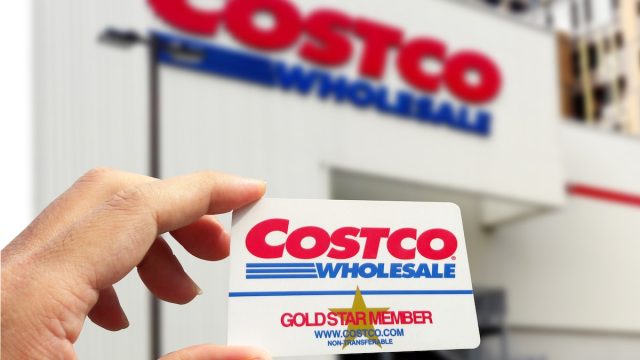 COSTCO
WHOLESALE
COSTCO
WHOLESALE
GOLD STAR MEMBER
WWW.COSTCO.COM
NON-TRANSFERABLE